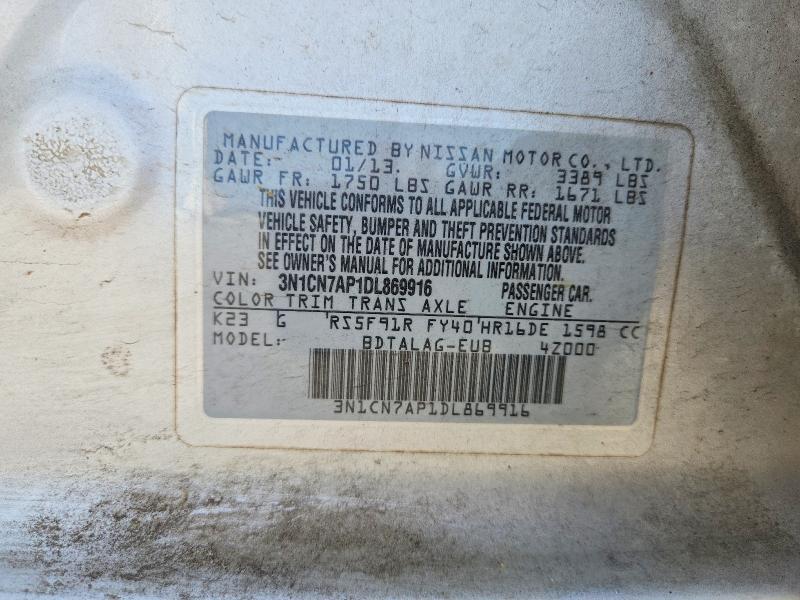 MANUFACTURED BY NISSAN MOTOR CO., LTD.
DATE:- 01/13. GVWR: 3389 LBS
GAWR FR: 1750 LBS GAWR RR: 1671 LBS
THIS VEHICLE CONFORMS TO ALL APPLICABLE FEDERAL MOTOR
VEHICLE SAFETY, BUMPER AND THEFT PREVENTION STANDARDS
IN EFFECT ON THE DATE OF MANUFACTURE SHOWN ABOVE.
SEE OWNER'S MANUAL FOR ADDITIONAL INFORMATION.
VIN: 3N1CN7AP1DL869916 PASSENGER CAR.
COLOR TRIM TRANS AXLE ENGINE
K23 G 'RS5F91R FY40'HR16DE 1598 CC
MODEL:- BDTALAG-EUB 4Z000
3N1CN7AP1DL869916